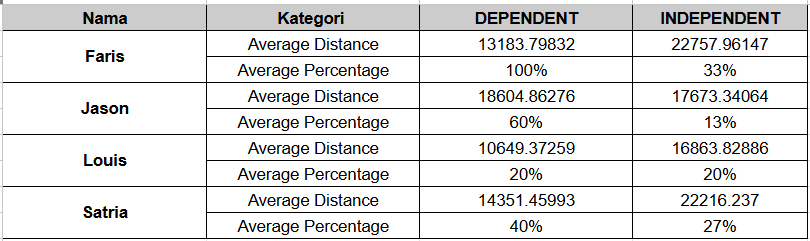 Nama Kategori DEPENDENT INDEPENDENT
Faris Average Distance 13183.79832 22757.96147
Average Percentage 100% 33%
Jason Average Distance 18604.86276 17673.34064
Average Percentage 60% 13%
Louis Average Distance 10649.37259 16863.82886
Average Percentage 20% 20%
Satria Average Distance 14351.45993 22216.237
Average Percentage 40% 27%